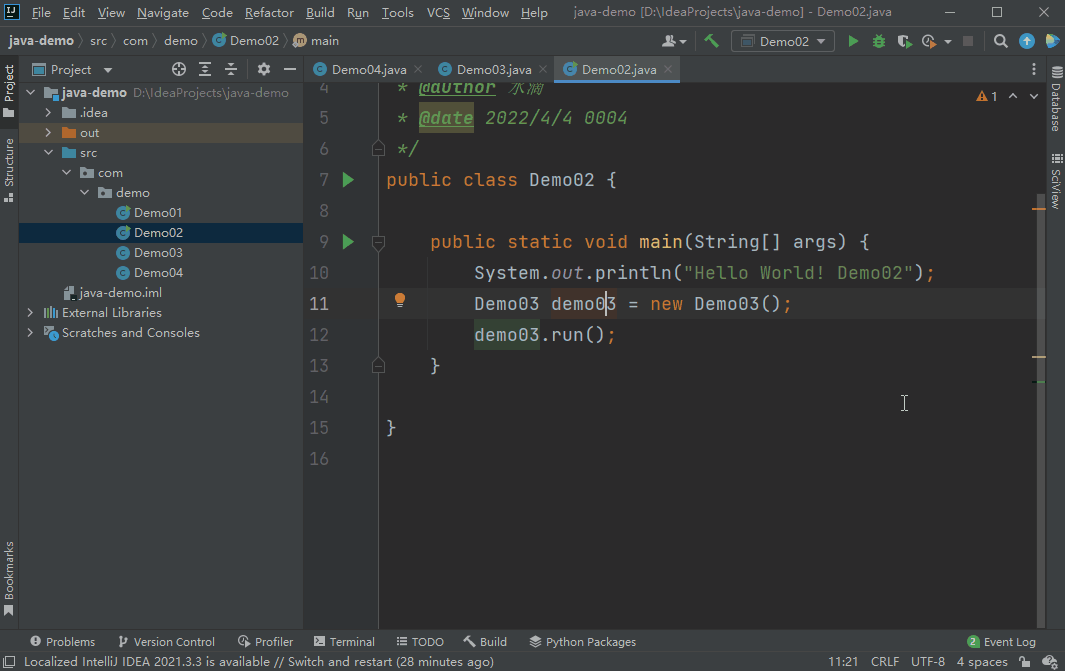 File Edit View Navigate Code Refactor Build Run Tools VCS Window Help java-demo [D:\IdeaProjects\java-demo] - Demo02.java
java-demo src com demo Demo02 main Demo02
Project Demo04.java Demo03.java Demo02.java
java-demo D:\IdeaProjects\java-demo
.idea
out
src
com
demo
Demo01
Demo02
Demo03
Demo04
java-demo.iml
External Libraries
Scratches and Consoles
4 * @author 水滴
5 * @date 2022/4/4 0004
6 */
7 public class Demo02 {
8
9 public static void main(String[] args) {
10 System.out.println("Hello World! Demo02");
11 Demo03 demo03 = new Demo03();
12 demo03.run();
13 }
14
15 }
16
1
Project
Structure
Bookmarks
Database
SciView
Problems Version Control Profiler Terminal TODO Build Python Packages 2 Event Log
Localized IntelliJ IDEA 2021.3.3 is available // Switch and restart (28 minutes ago) 11:21 CRLF UTF-8 4 spaces